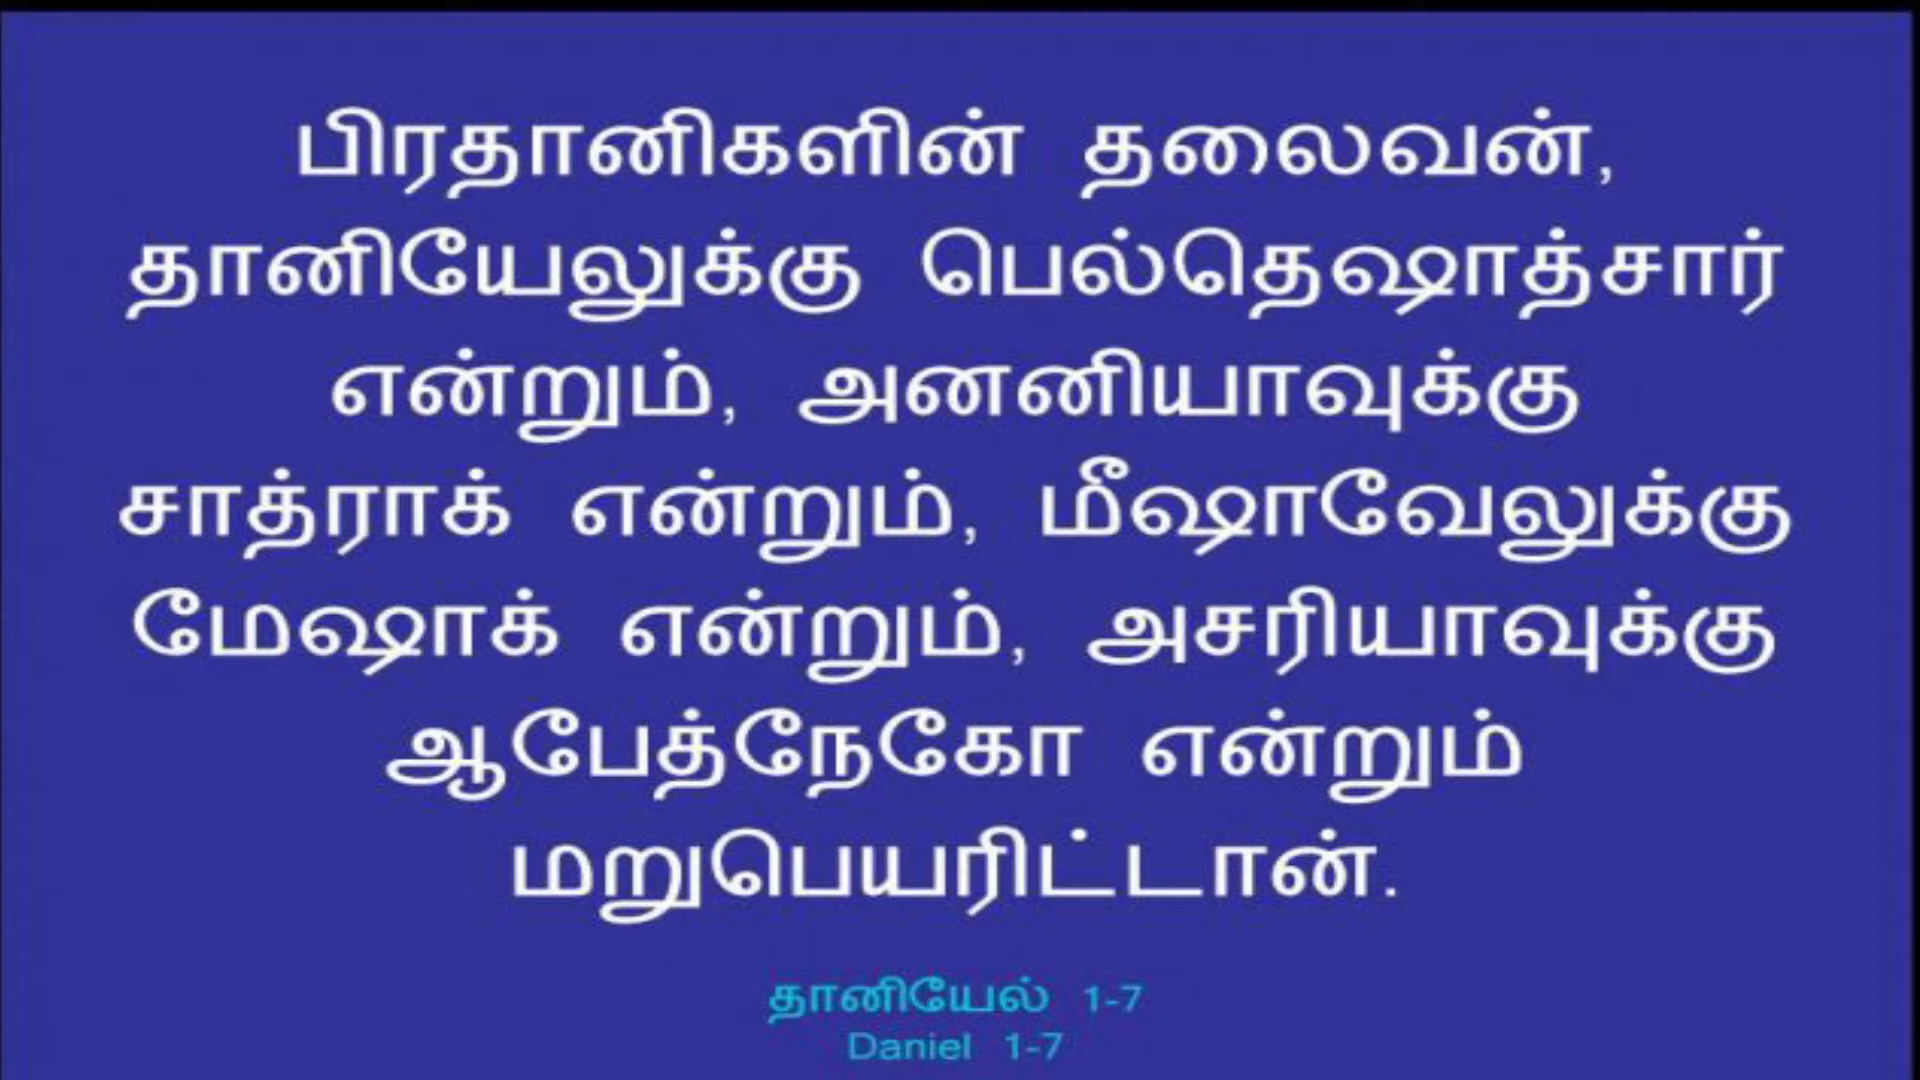 பிரதானிகளின் தலைவன்,
தானியேலுக்கு பெல்தெஷாத்சார்
என்றும், அனனியாவுக்கு
சாத்ராக் என்றும், மீஷாவேலுக்கு
மேஷாக் என்றும், அசரியாவுக்கு
ஆபேத்நேகோ என்றும்
மறுபெயரிட்டான்.
தானியேல் 1-7
Daniel 1-7